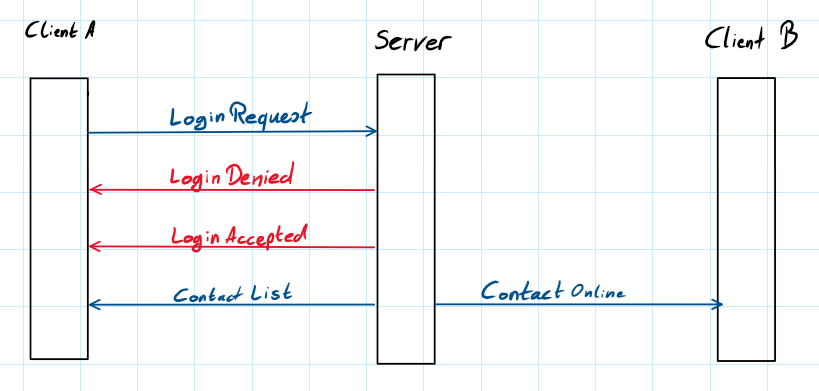 Client A
Server
Client B
Login Request
Login Denied
Login Accepted
Contact List
Contact Online